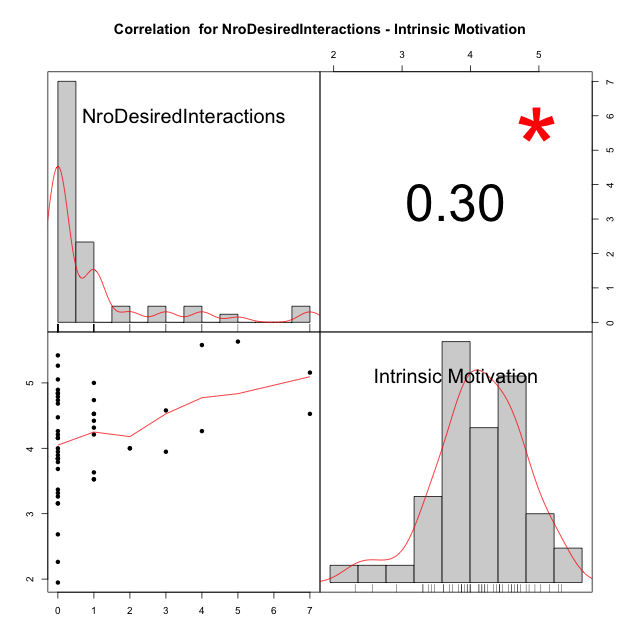 Correlation for NroDesiredInteractions - Intrinsic Motivation
2 3 4 5
NroDesiredInteractions
*
0.30
0 1 2 3 4 5 6 7
2 3 4 5
Intrinsic Motivation
0 1 2 3 4 5 6 7